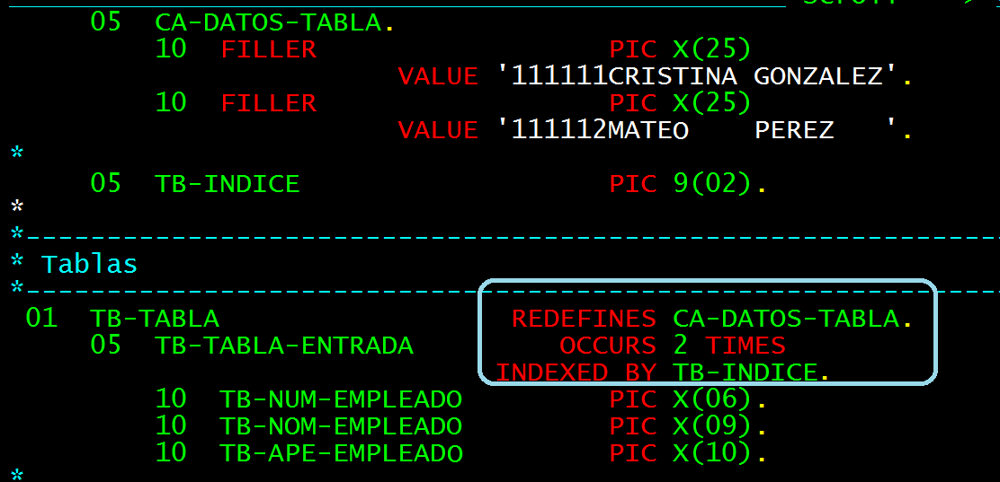 05  CA-DATOS-TABLA.
10  FILLER                  PIC X(25)
VALUE '111111CRISTINA GONZALEZ'.
10  FILLER                  PIC X(25)
VALUE '111112MATEO    PEREZ   '.
*
05  TB-INDICE                   PIC 9(02).
*
*------------------------------------------------------------
* Tablas
*------------------------------------------------------------
01  TB-TABLA                  REDEFINES CA-DATOS-TABLA.
05  TB-TABLA-ENTRADA         OCCURS 2 TIMES
INDEXED BY TB-INDICE.
10  TB-NUM-EMPLEADO         PIC X(06).
10  TB-NOM-EMPLEADO         PIC X(09).
10  TB-APE-EMPLEADO         PIC X(10).
*